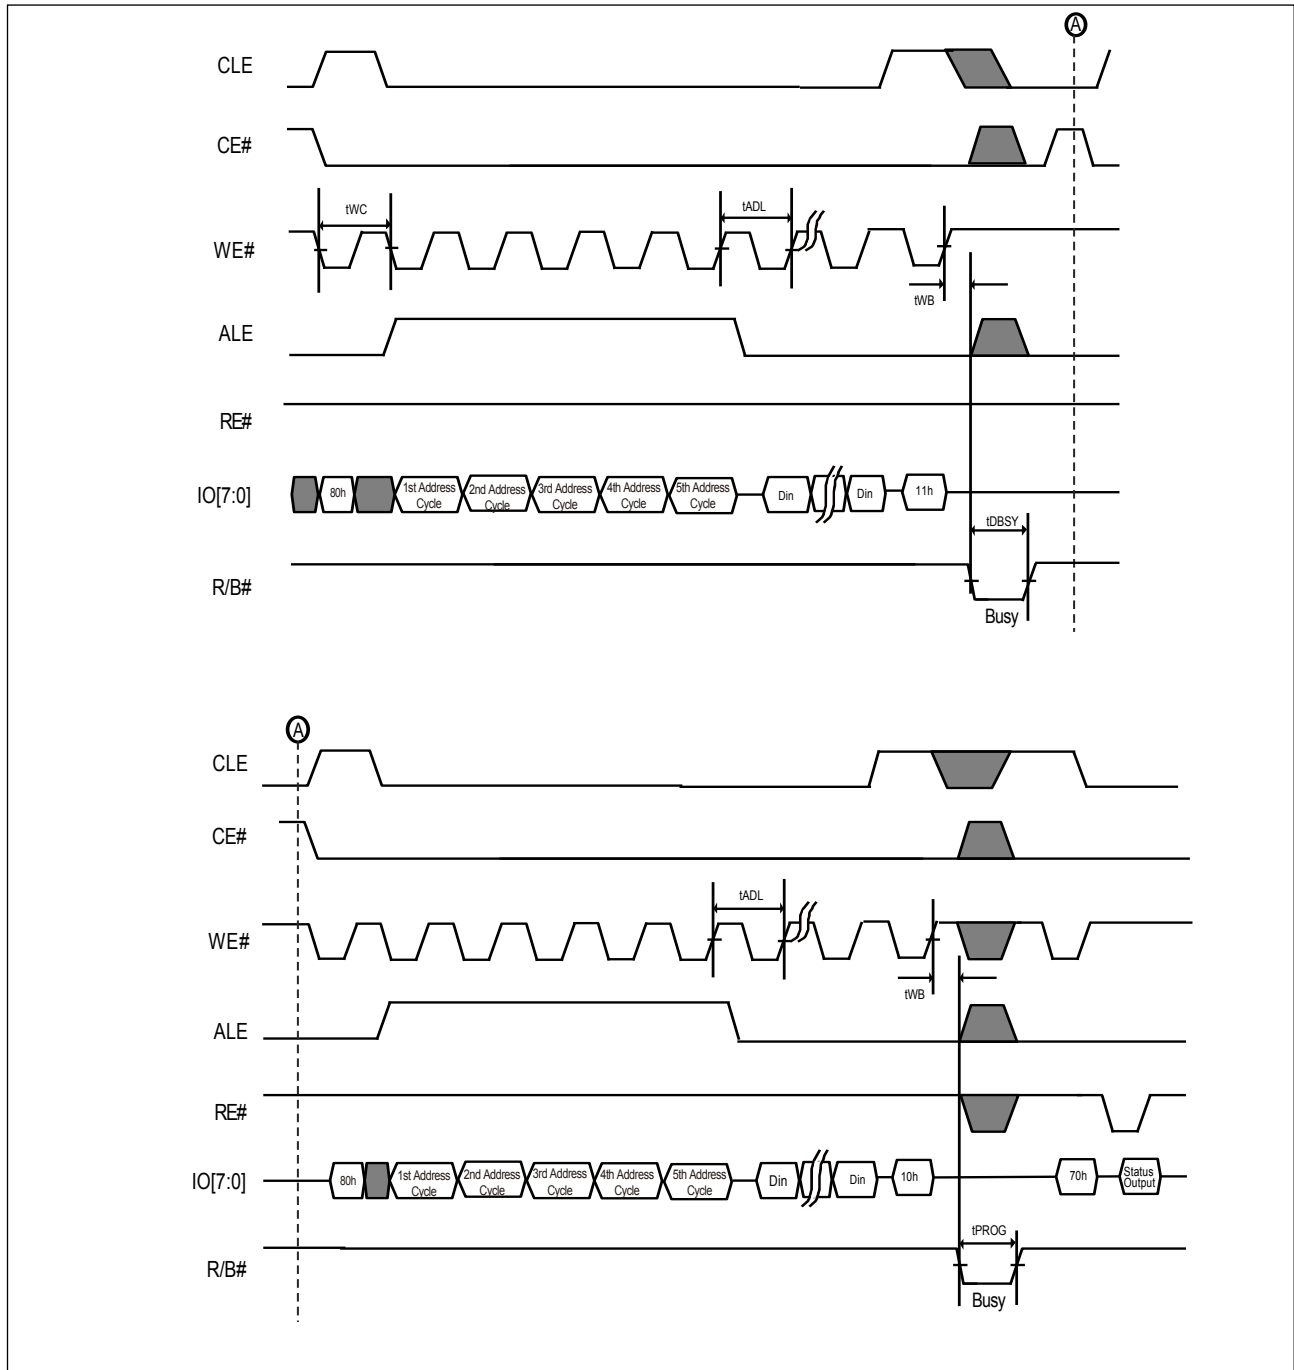 A
CLE
CE#
tWC
tADL
WE#
tWB
ALE
RE#
IO[7:0]
80h
1st Address
Cycle
2nd Address
Cycle
3rd Address
Cycle
4th Address
Cycle
5th Address
Cycle
Din
Din
11h
tDBSY
R/B#
Busy
A
CLE
CE#
tADL
WE#
tWB
ALE
RE#
IO[7:0]
80h
1st Address
Cycle
2nd Address
Cycle
3rd Address
Cycle
4th Address
Cycle
5th Address
Cycle
Din
Din
10h
70h
Status
Output
tPROG
R/B#
Busy